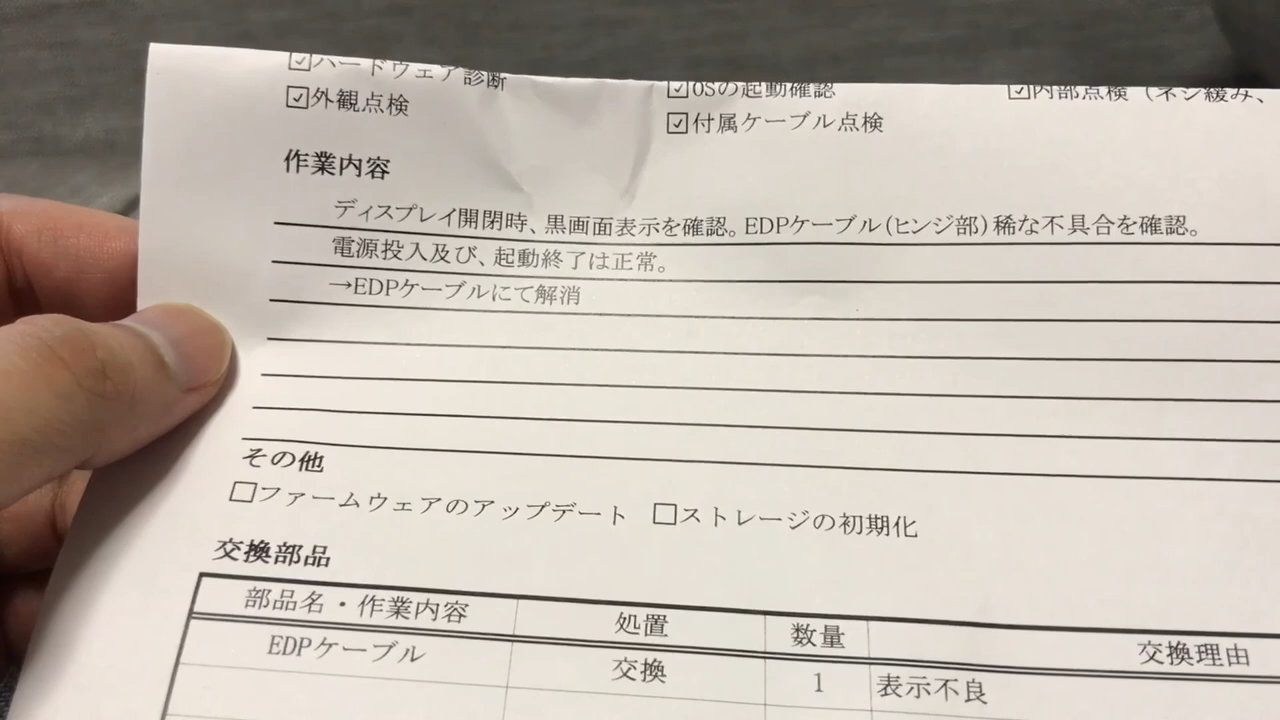 ☑ハードウェア診断 ☑OSの起動確認 ☑内部点検（ネジ緩み、
☑外観点検 ☑付属ケーブル点検
作業内容
ディスプレイ開閉時、黒画面表示を確認。EDPケーブル(ヒンジ部)稀な不具合を確認。
電源投入及び、起動終了は正常。
→EDPケーブルにて解消
その他
□ファームウェアのアップデート □ストレージの初期化
交換部品
部品名・作業内容 処置 数量 交換理由
EDPケーブル 交換 1 表示不良